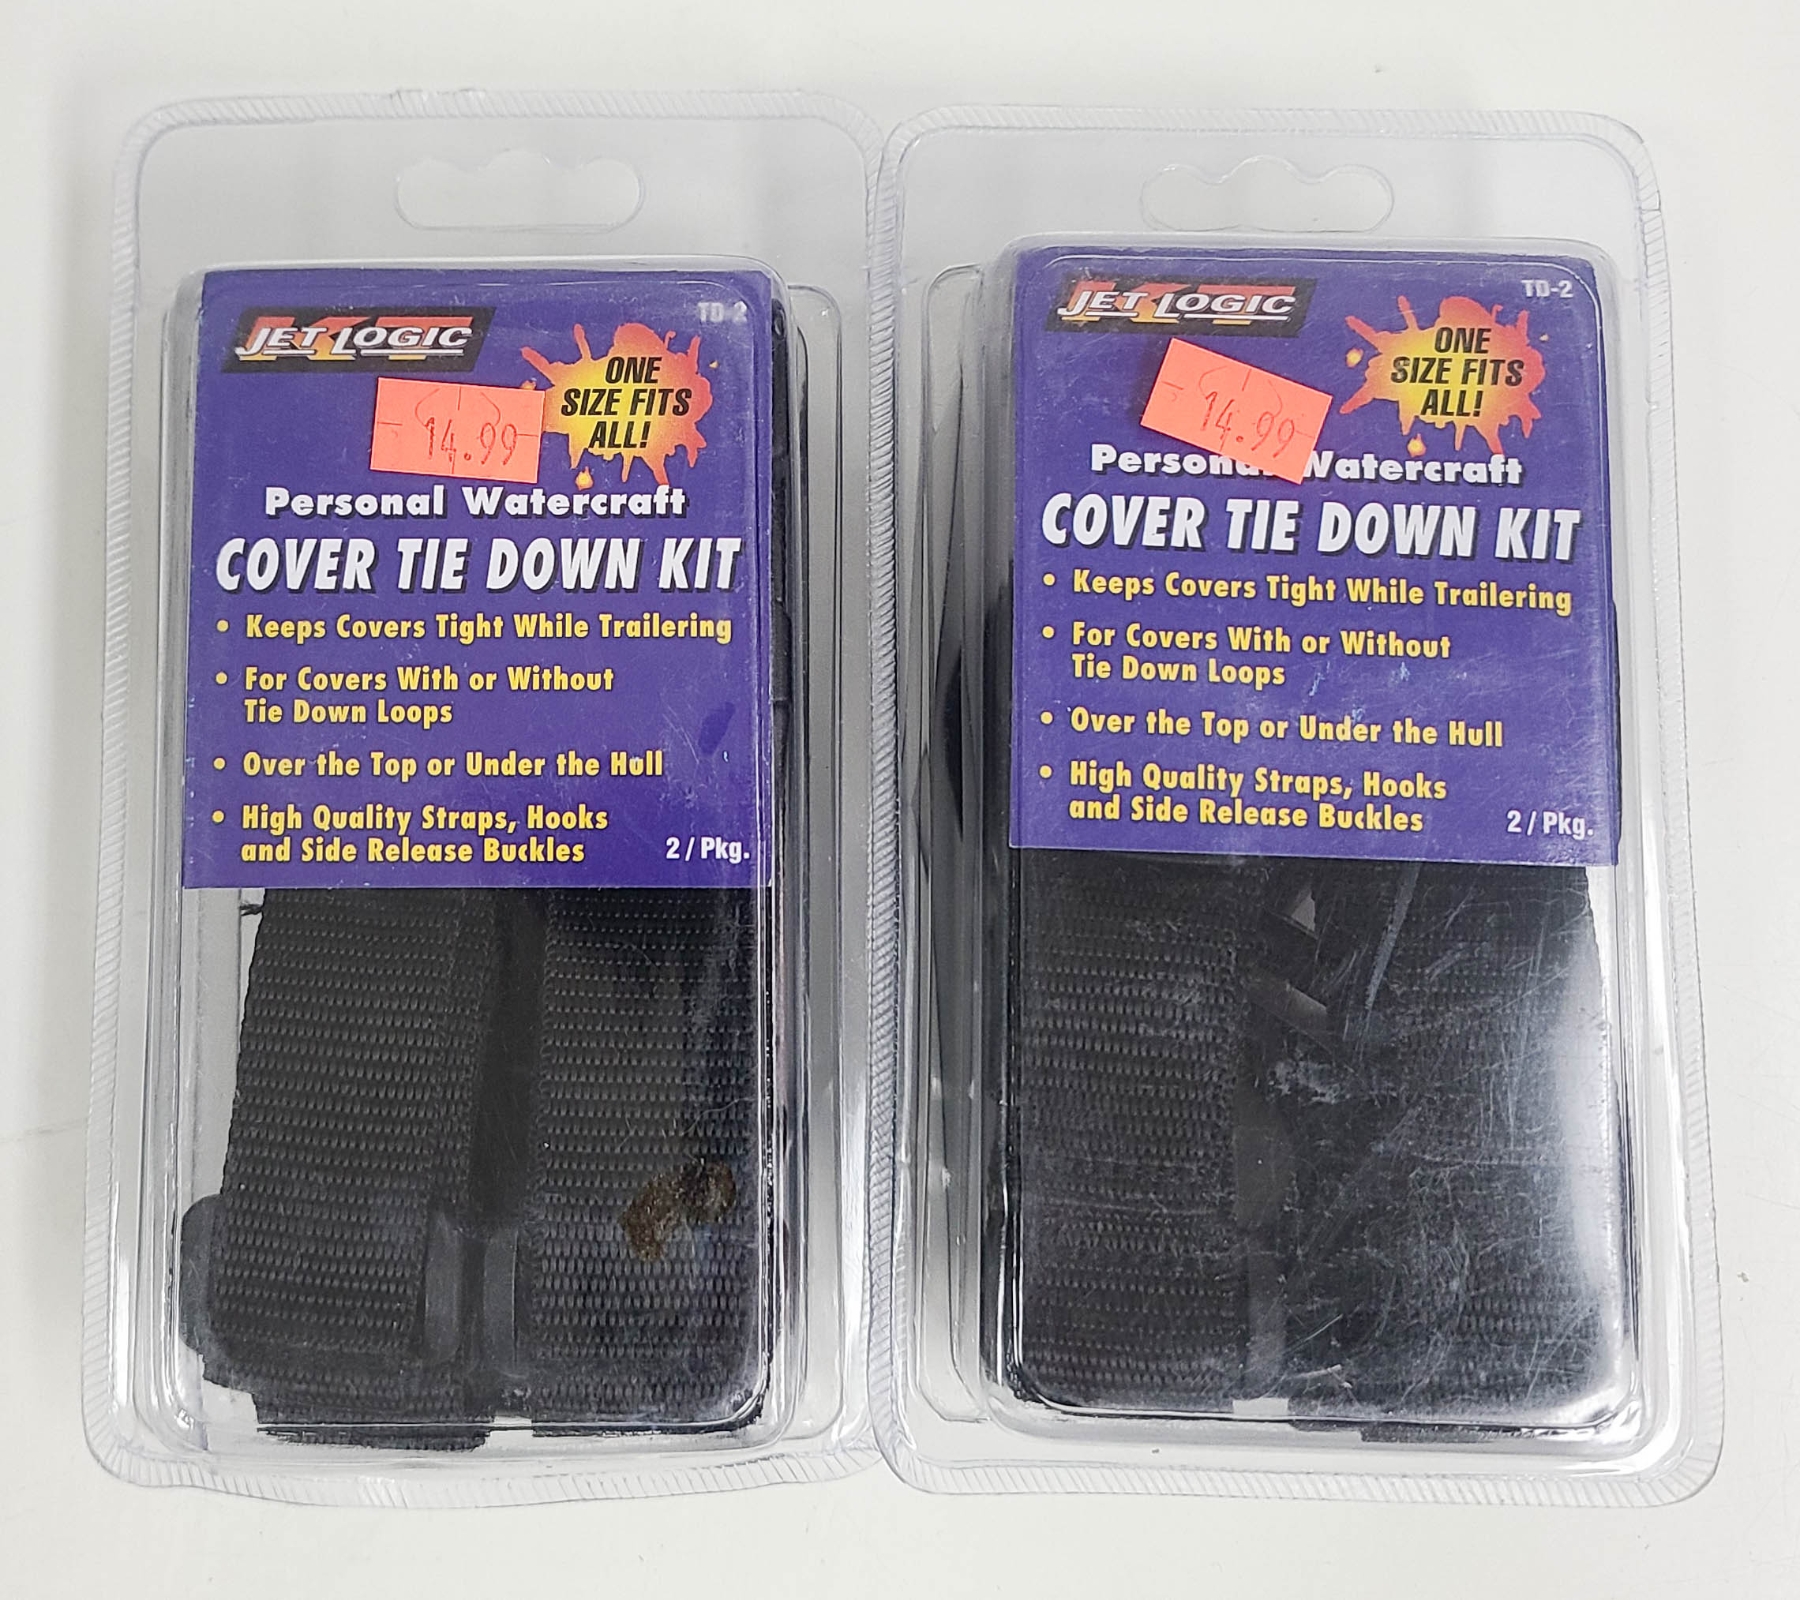 JET LOGIC
TD-2
ONE
SIZE FITS
ALL!
14.99
Personal Watercraft
COVER TIE DOWN KIT
• Keeps Covers Tight While Trailering
• For Covers With or Without
Tie Down Loops
• Over the Top or Under the Hull
• High Quality Straps, Hooks
and Side Release Buckles
2 / Pkg.
JET LOGIC
TD-2
ONE
SIZE FITS
ALL!
14.99
Personal Watercraft
COVER TIE DOWN KIT
• Keeps Covers Tight While Trailering
• For Covers With or Without
Tie Down Loops
• Over the Top or Under the Hull
• High Quality Straps, Hooks
and Side Release Buckles
2 / Pkg.